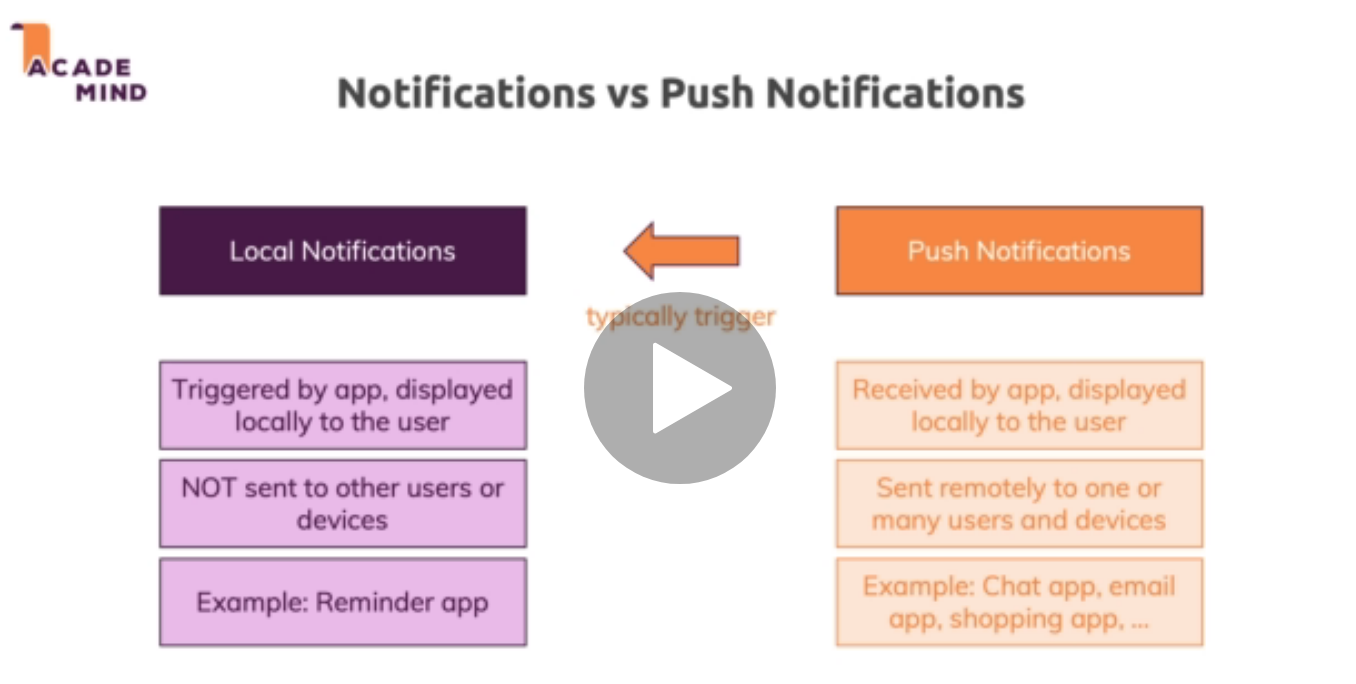 ACADE
MIND
Notifications vs Push Notifications
Local Notifications
Push Notifications
typically trigger
Triggered by app, displayed
locally to the user
Received by app, displayed
locally to the user
NOT sent to other users or
devices
Sent remotely to one or
many users and devices
Example: Reminder app
Example: Chat app, email
app, shopping app, ...